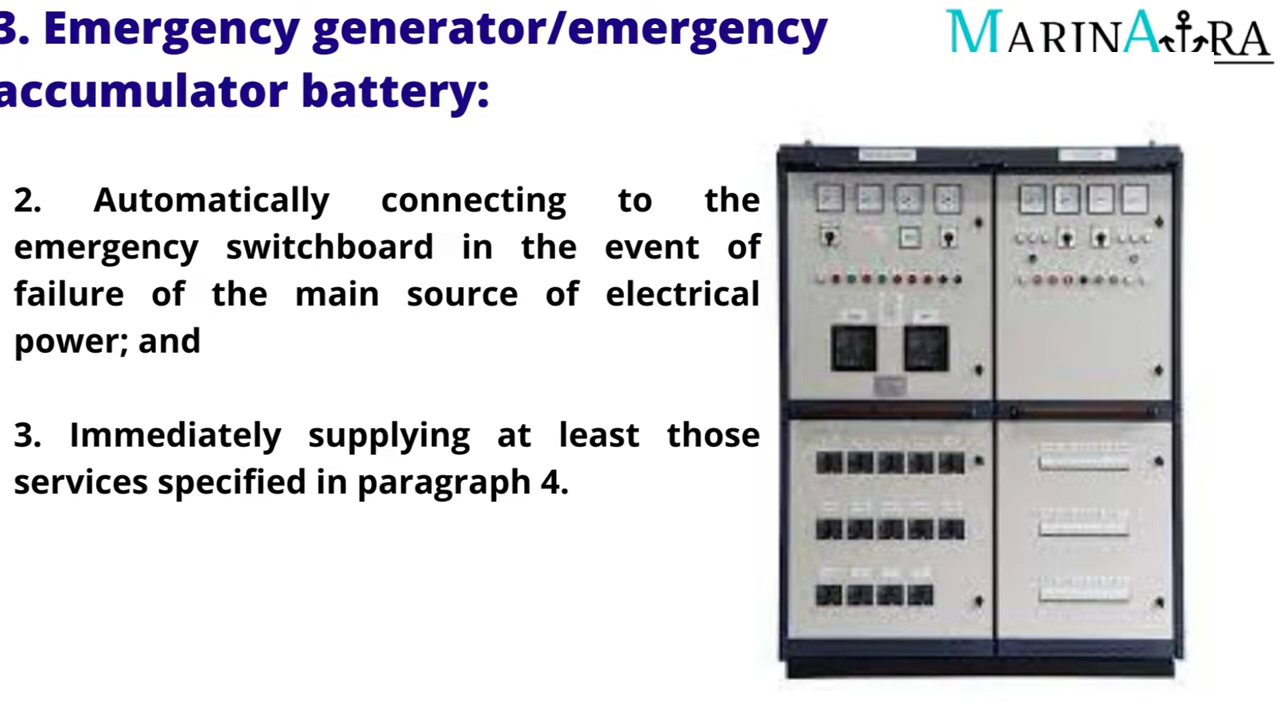 3. Emergency generator/emergency
accumulator battery:
MARINA RA
2. Automatically connecting to the
emergency switchboard in the event of
failure of the main source of electrical
power; and
3. Immediately supplying at least those
services specified in paragraph 4.